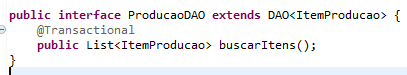 public interface ProducaoDAO extends DAO<ItemProducao> {
    @Transactional
    public List<ItemProducao> buscarItens();
}